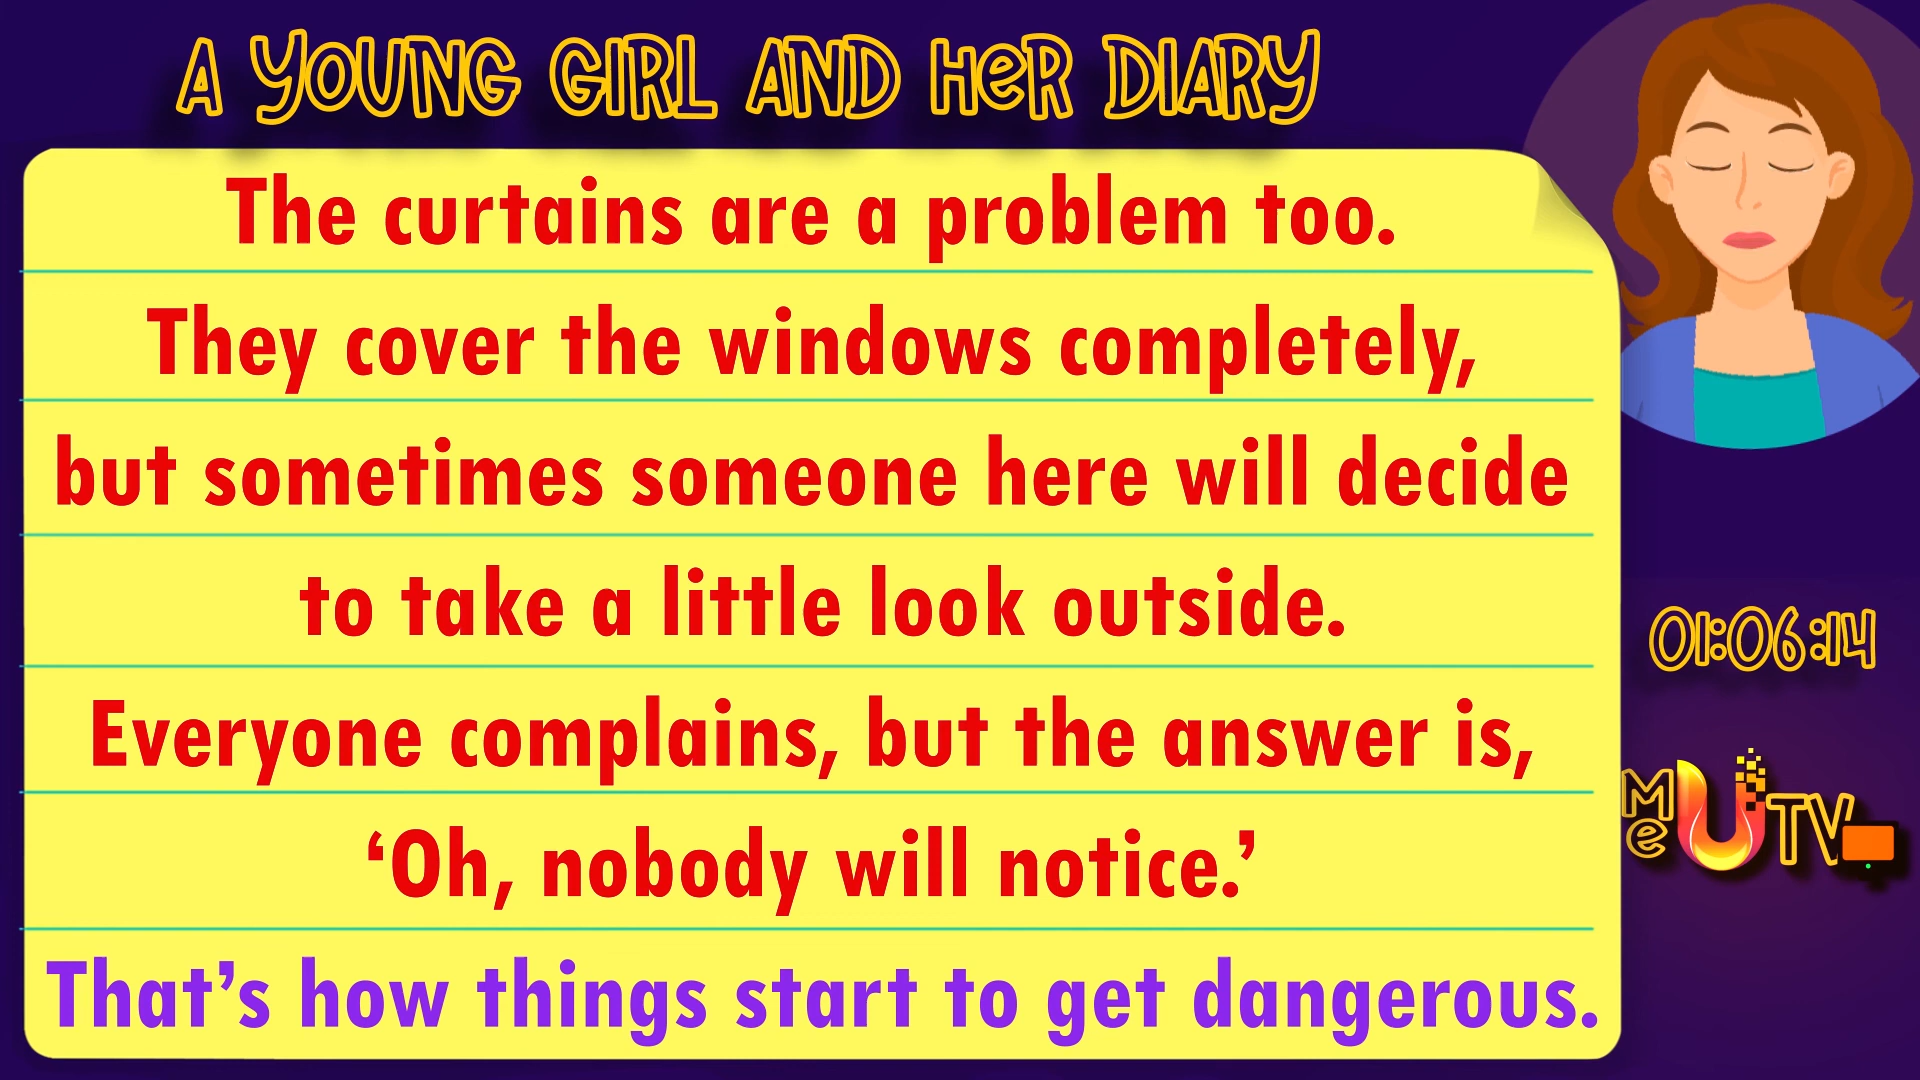 A YOUNG GIRL AND HeR DIARY
The curtains are a problem too.
They cover the windows completely,
but sometimes someone here will decide
to take a little look outside.
Everyone complains, but the answer is,
‘Oh, nobody will notice.’
That’s how things start to get dangerous.
01:06:14
Me U TV